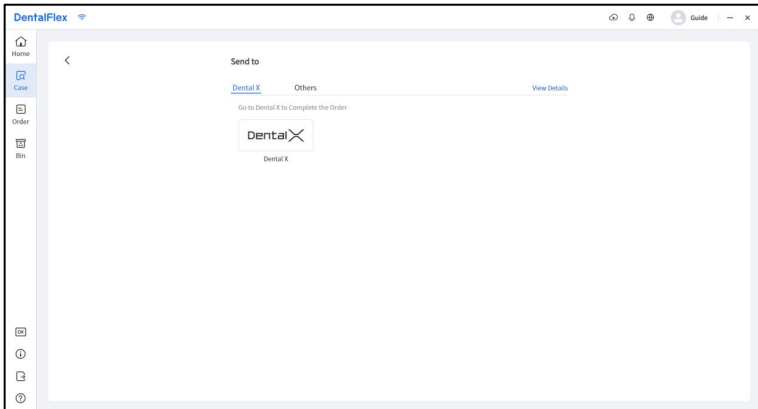 DentalFlex
Guide
Home
Case
Order
Bin
DX
Send to
Dental X
Others
View Details
Go to Dental X to Complete the Order
Dental X
Dental X